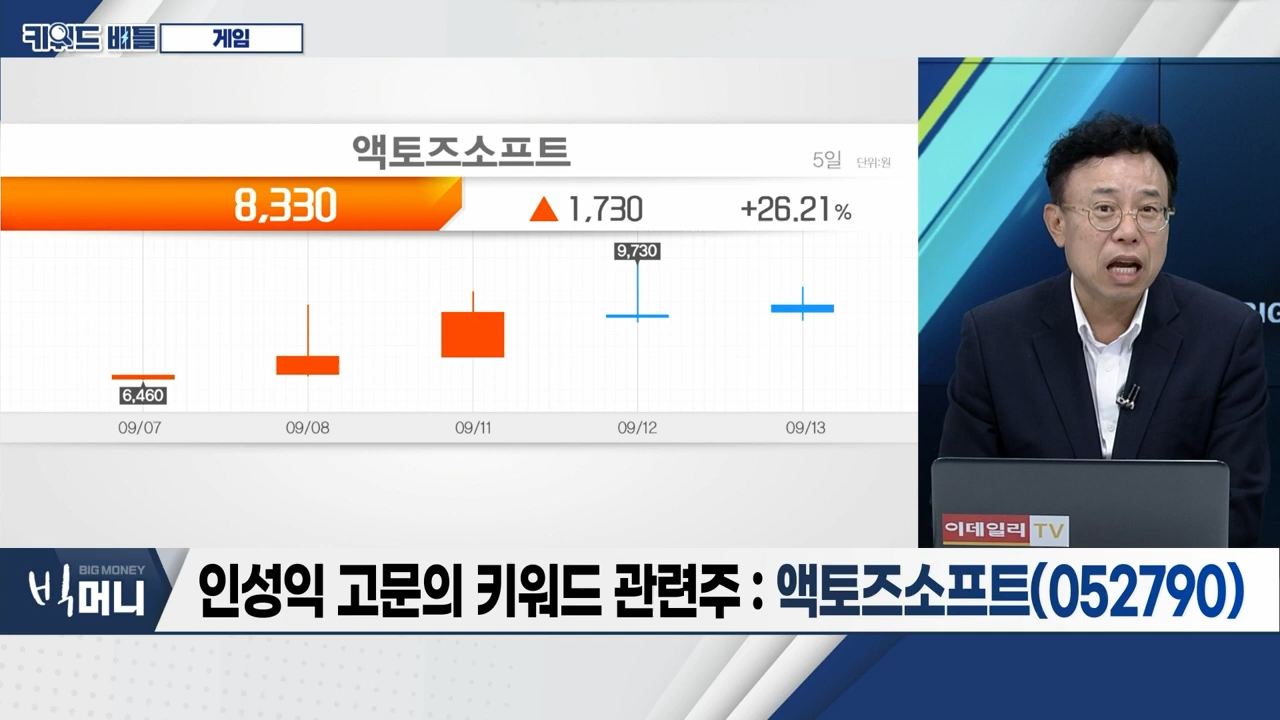 키워드 배틀
게임
액토즈소프트
5일 단위:원
8,330 ▲ 1,730 +26.21%
9,730
6,460
09/07 09/08 09/11 09/12 09/13
이데일리 TV
BIG MONEY
빅머니
인성익 고문의 키워드 관련주 : 액토즈소프트(052790)